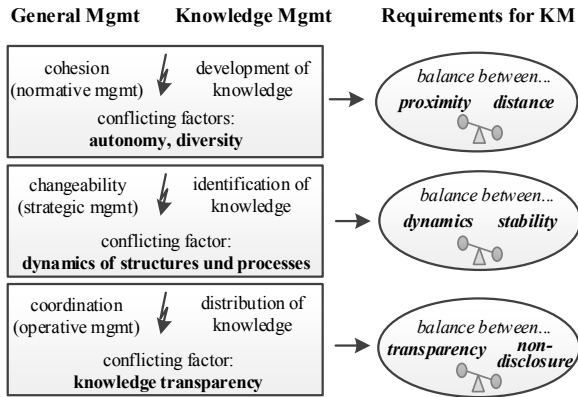 General Mgmt Knowledge Mgmt Requirements for KM
cohesion development of
(normative mgmt) knowledge
conflicting factors:
autonomy, diversity
balance between...
proximity distance
changeability identification of
(strategic mgmt) knowledge
conflicting factor:
dynamics of structures und processes
balance between...
dynamics stability
coordination distribution of
(operative mgmt) knowledge
conflicting factor:
knowledge transparency
balance between...
transparency non-
disclosure